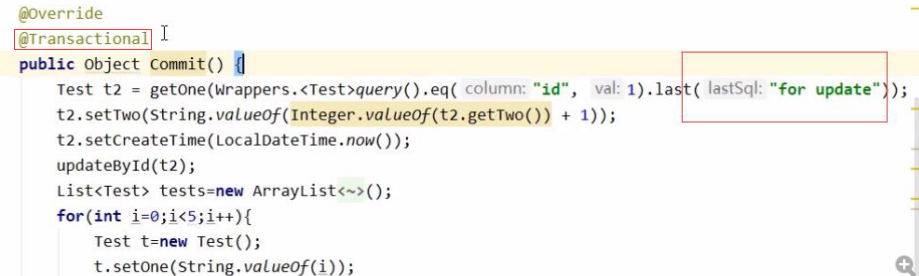 @Override
@Transactional
public Object Commit() {
Test t2 = getOne(Wrappers.<Test>query().eq( column: "id", val: 1).last( lastSql: "for update"));
t2.setTwo(String.valueOf(Integer.valueOf(t2.getTwo()) + 1));
t2.setCreateTime(LocalDateTime.now());
updateById(t2);
List<Test> tests=new ArrayList<~>();
for(int i=0;i<5;i++){
Test t=new Test();
t.setOne(String.valueOf(i));